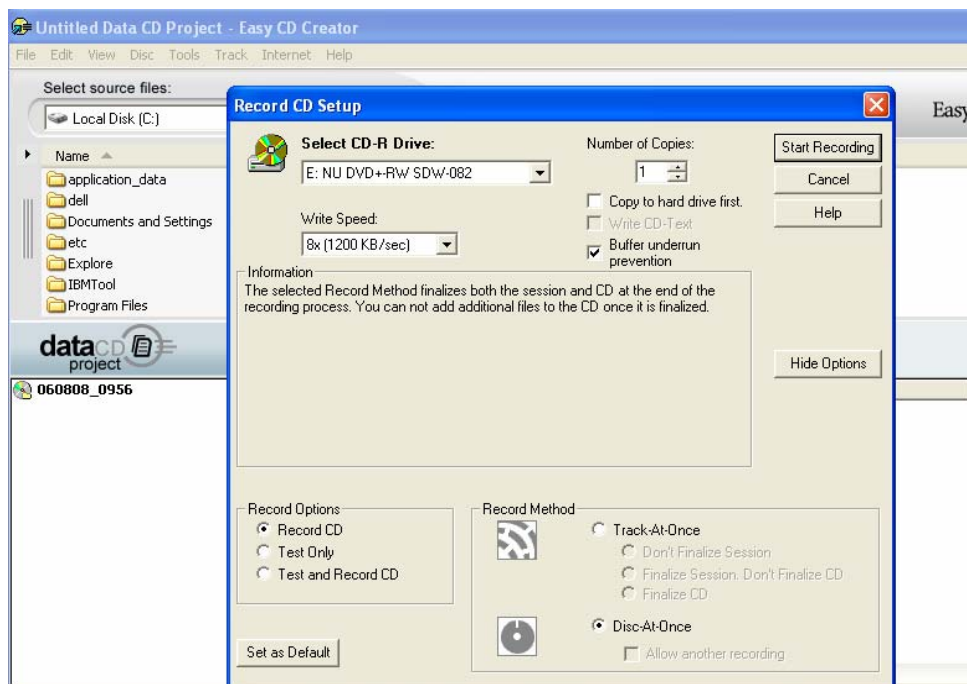 Untitled Data CD Project - Easy CD Creator
File Edit View Disc Tools Track Internet Help
Select source files:
Local Disk (C:)
Name
application_data
dell
Documents and Settings
etc
Explore
IBMTool
Program Files
datacD
project
060808_0956
Easy
Record CD Setup
Select CD-R Drive:
E: NU DVD+-RW SDW-082
Write Speed:
8x (1200 KB/sec)
Number of Copies:
1
Copy to hard drive first.
Write CD-Text
Buffer underrun
prevention
Start Recording
Cancel
Help
Information
The selected Record Method finalizes both the session and CD at the end of the
recording process. You can not add additional files to the CD once it is finalized.
Hide Options
Record Options
Record CD
Test Only
Test and Record CD
Set as Default
Record Method
Track-At-Once
Don't Finalize Session
Finalize Session. Don't Finalize CD
Finalize CD
Disc-At-Once
Allow another recording